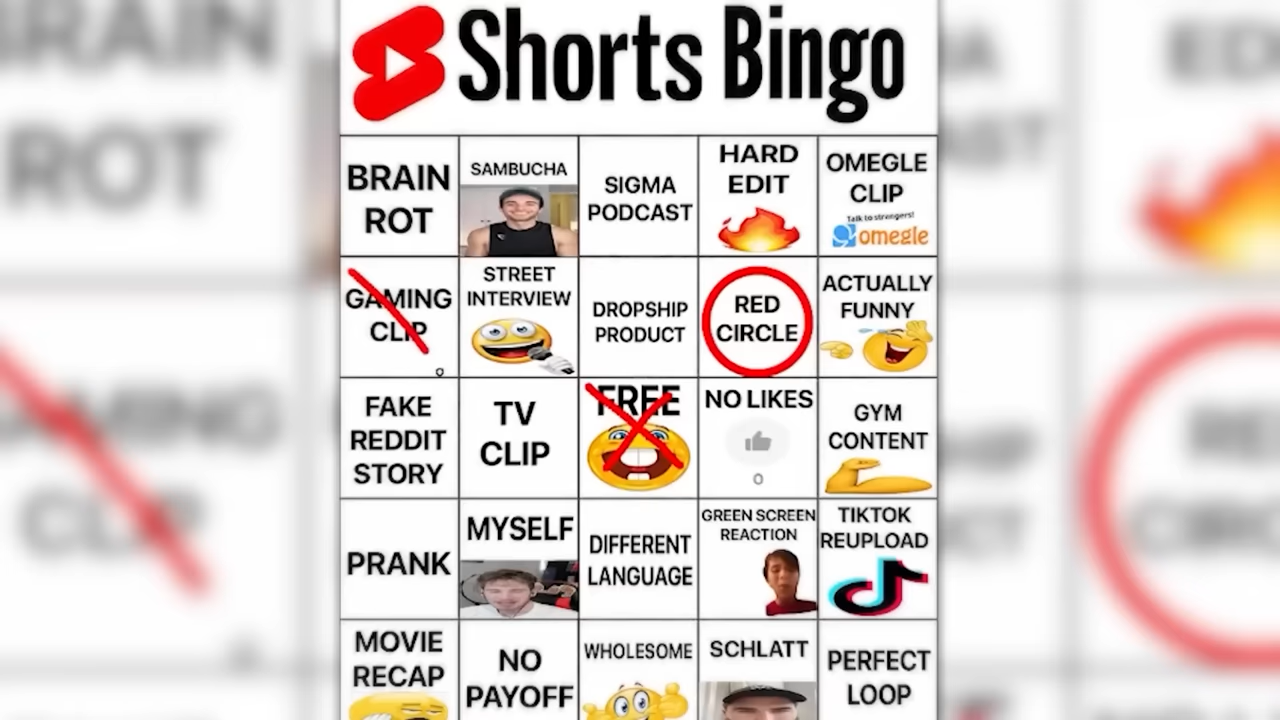 Shorts Bingo
BRAIN
ROT
SAMBUCHA
SIGMA
PODCAST
HARD
EDIT
OMEGLE
CLIP
Talk to strangers!
omegle
GAMING
CLIP
STREET
INTERVIEW
DROPSHIP
PRODUCT
RED
CIRCLE
ACTUALLY
FUNNY
FAKE
REDDIT
STORY
TV
CLIP
FREE
NO LIKES
0
GYM
CONTENT
PRANK
MYSELF
DIFFERENT
LANGUAGE
GREEN SCREEN
REACTION
TIKTOK
REUPLOAD
MOVIE
RECAP
NO
PAYOFF
WHOLESOME
SCHLATT
PERFECT
LOOP